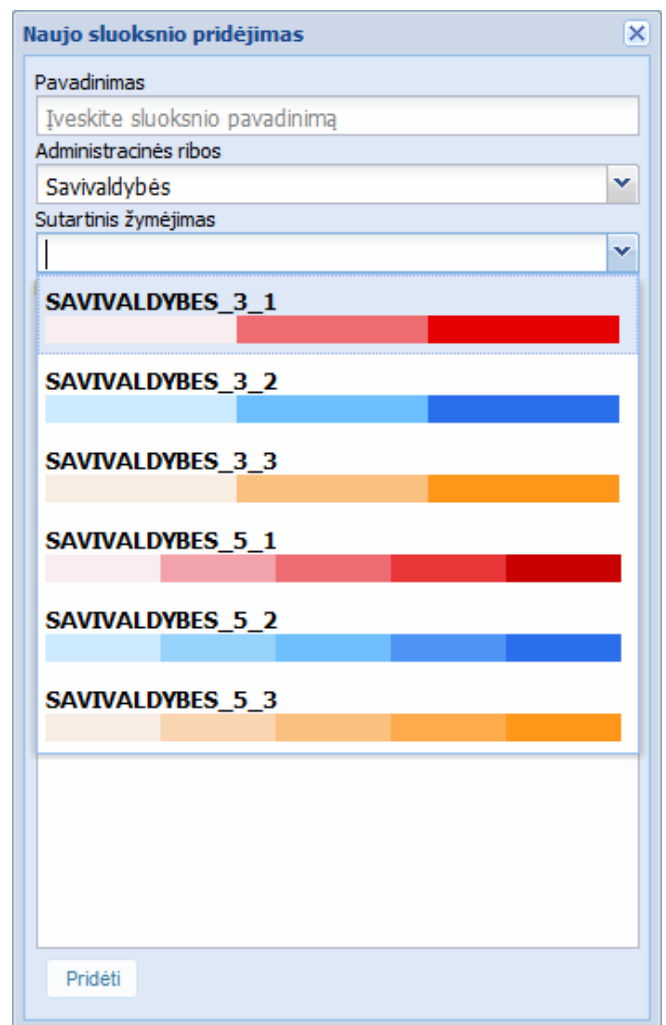 Naujo sluoksnio pridėjimas
Pavadinimas
Įveskite sluoksnio pavadinimą
Administracinės ribos
Savivaldybės
Sutartinis žymėjimas
SAVIVALDYBES_3_1
SAVIVALDYBES_3_2
SAVIVALDYBES_3_3
SAVIVALDYBES_5_1
SAVIVALDYBES_5_2
SAVIVALDYBES_5_3
Pridėti